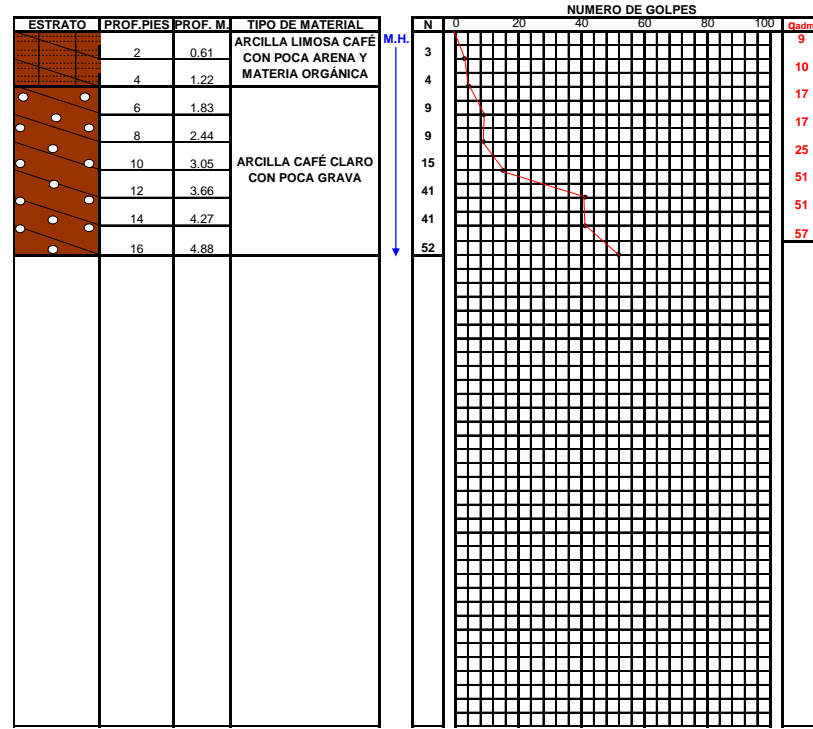 NUMERO DE GOLPES
ESTRATO PROF.PIES PROF. M. TIPO DE MATERIAL N 0 20 40 60 80 100 qadm
ARCILLA LIMOSA CAFÉ M.H. 9
2 0.61 CON POCA ARENA Y 3
4 1.22 MATERIA ORGÁNICA 4 10
6 1.83 9 17
8 2.44 9 17
10 3.05 ARCILLA CAFÉ CLARO 15 25
12 3.66 CON POCA GRAVA 41 51
14 4.27 41 51
16 4.88 52 57